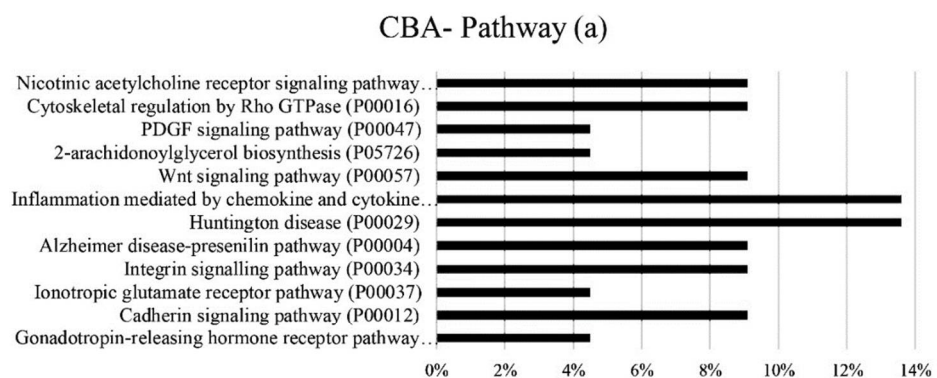 CBA- Pathway (a)
Nicotinic acetylcholine receptor signaling pathway…
Cytoskeletal regulation by Rho GTPase (P00016)
PDGF signaling pathway (P00047)
2-arachidonoylglycerol biosynthesis (P05726)
Wnt signaling pathway (P00057)
Inflammation mediated by chemokine and cytokine…
Huntington disease (P00029)
Alzheimer disease-presenilin pathway (P00004)
Integrin signalling pathway (P00034)
Ionotropic glutamate receptor pathway (P00037)
Cadherin signaling pathway (P00012)
Gonadotropin-releasing hormone receptor pathway…
0% 2% 4% 6% 8% 10% 12% 14%